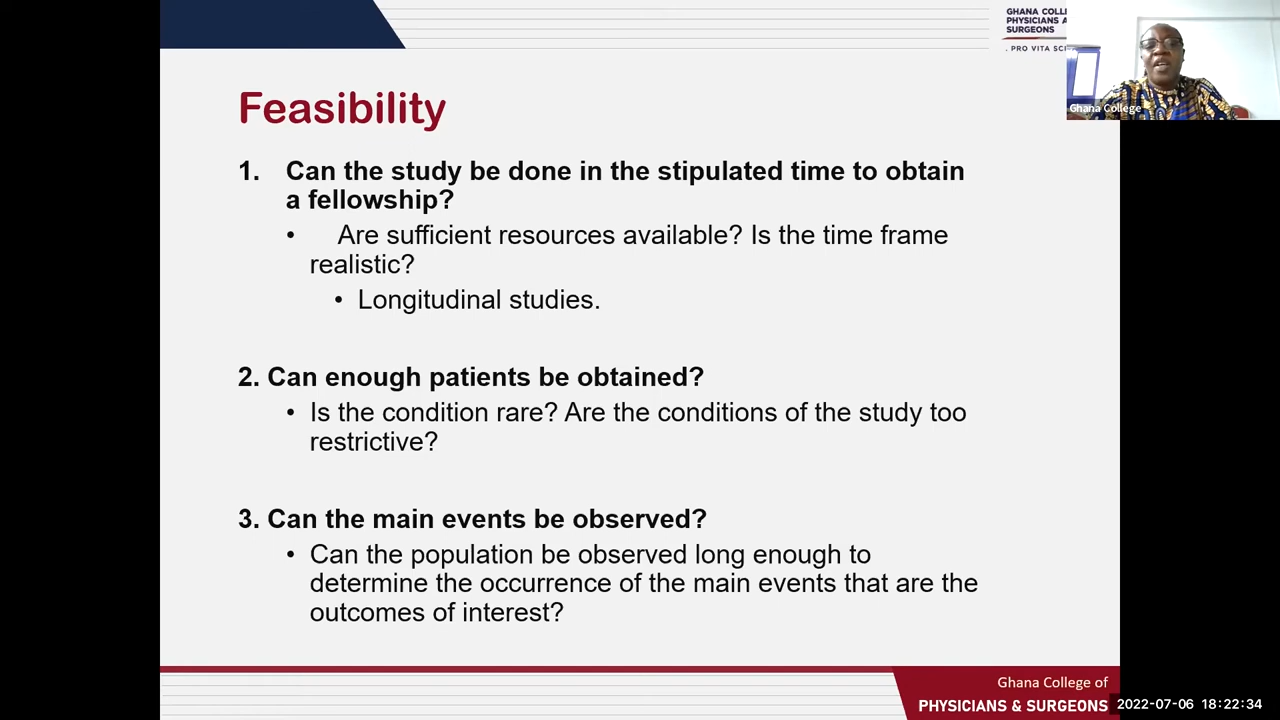 GHANA COLL
PHYSICIANS A
SURGEONS
. PRO VITA SCI
Ghana College
Feasibility
1. Can the study be done in the stipulated time to obtain
a fellowship?
• Are sufficient resources available? Is the time frame
realistic?
• Longitudinal studies.
2. Can enough patients be obtained?
• Is the condition rare? Are the conditions of the study too
restrictive?
3. Can the main events be observed?
• Can the population be observed long enough to
determine the occurrence of the main events that are the
outcomes of interest?
Ghana College of
PHYSICIANS & SURGEONS
2022-07-06 18:22:34